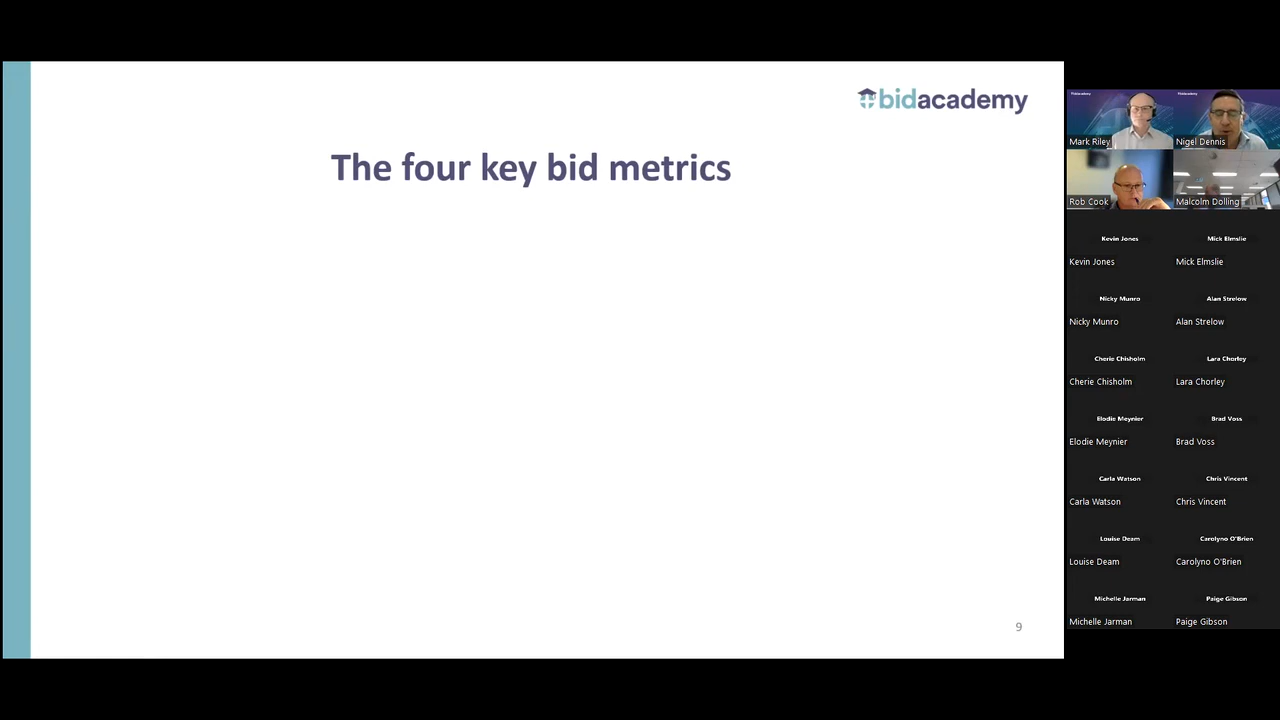 bidacademy
The four key bid metrics
9
Mark Riley
Nigel Dennis
Rob Cook
Malcolm Dolling
Kevin Jones
Mick Elmslie
Kevin Jones
Mick Elmslie
Nicky Munro
Alan Strelow
Nicky Munro
Alan Strelow
Cherie Chisholm
Lara Chorley
Cherie Chisholm
Lara Chorley
Elodie Meynier
Brad Voss
Elodie Meynier
Brad Voss
Carla Watson
Chris Vincent
Carla Watson
Chris Vincent
Louise Deam
Carolyno O'Brien
Louise Deam
Carolyno O'Brien
Michelle Jarman
Paige Gibson
Michelle Jarman
Paige Gibson